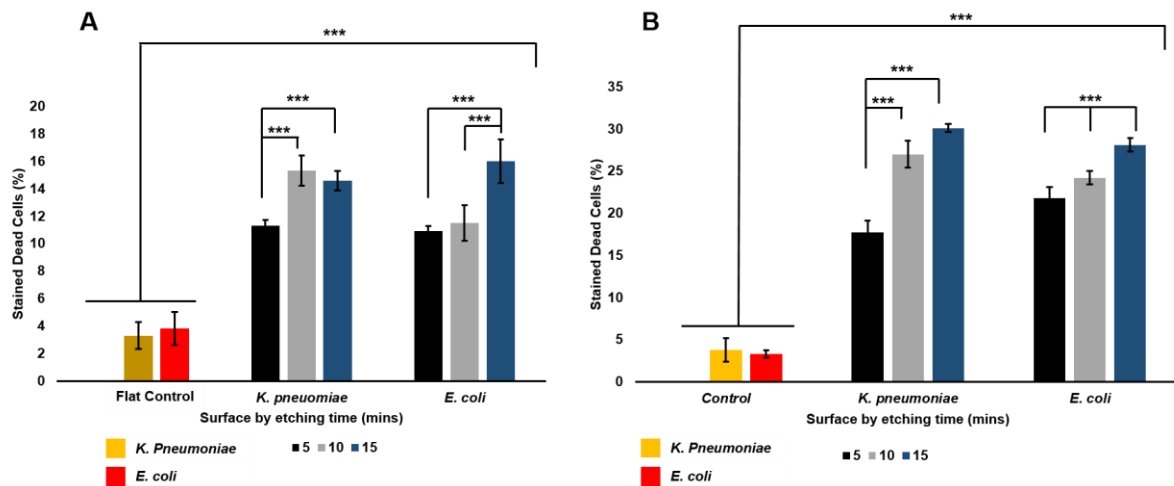 A
***
Stained Dead Cells (%)
20
18
16
14
12
10
8
6
4
2
0
***
***
***
***
Flat Control
K. pneuomiae
E. coli
Surface by etching time (mins)
K. Pneumoniae
E. coli
5 10 15
B
***
Stained Dead Cells (%)
35
30
25
20
15
10
5
0
***
***
***
Control
K. pneumoniae
E. coli
Surface by etching time (mins)
K. Pneumoniae
E. coli
5 10 15